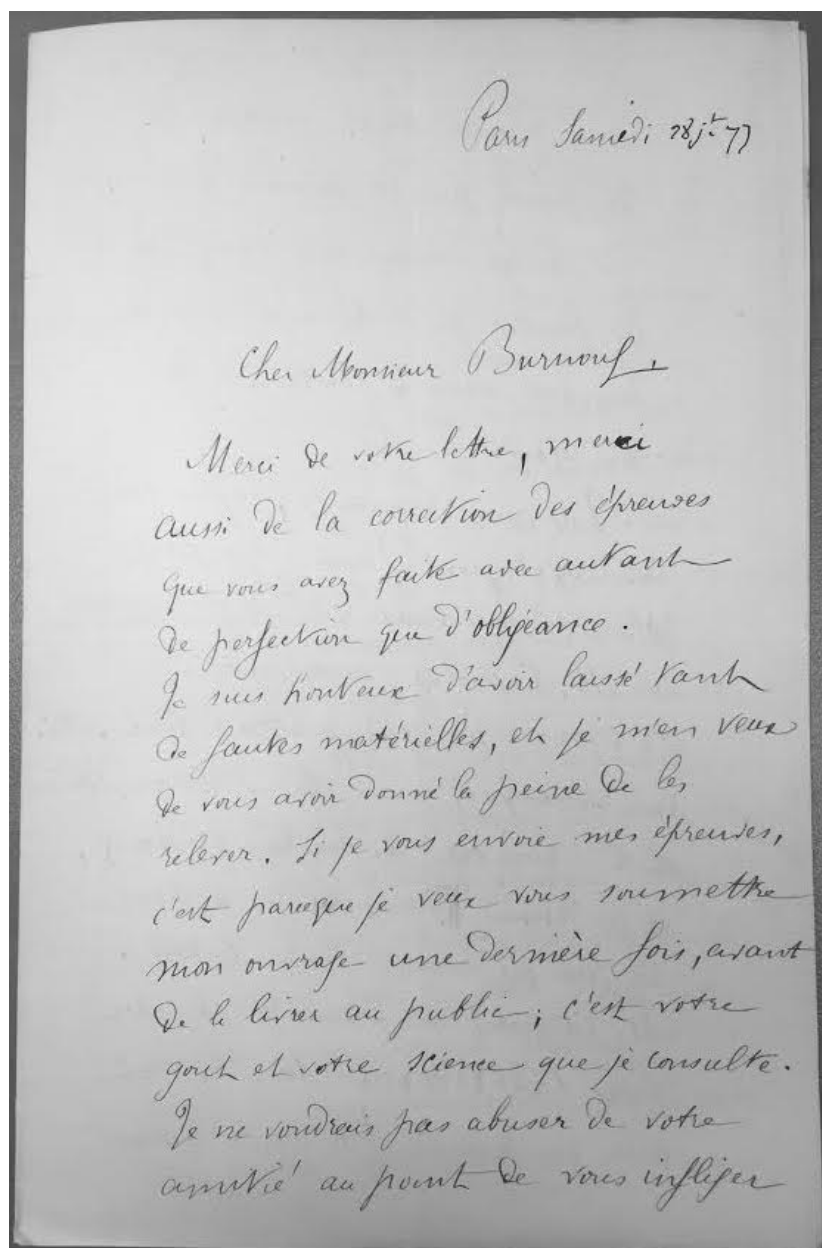 Paris Samedi 28 jt 77
Cher Monsieur Burnouf,
Merci de votre lettre, merci
aussi de la correction des épreuves
que vous avez faite avec autant
de perfection que d'obligeance.
Je suis honteux d'avoir laissé tant
de fautes matérielles, et je m'en veux
de vous avoir donné la peine de les
relever. Si je vous envoie mes épreuves,
c'est parceque je veux vous soumettre
mon ouvrage une dernière fois, avant
de le livrer au public; c'est votre
gout et votre science que je consulte.
Je ne voudrais pas abuser de votre
amitié au point de vous infliger